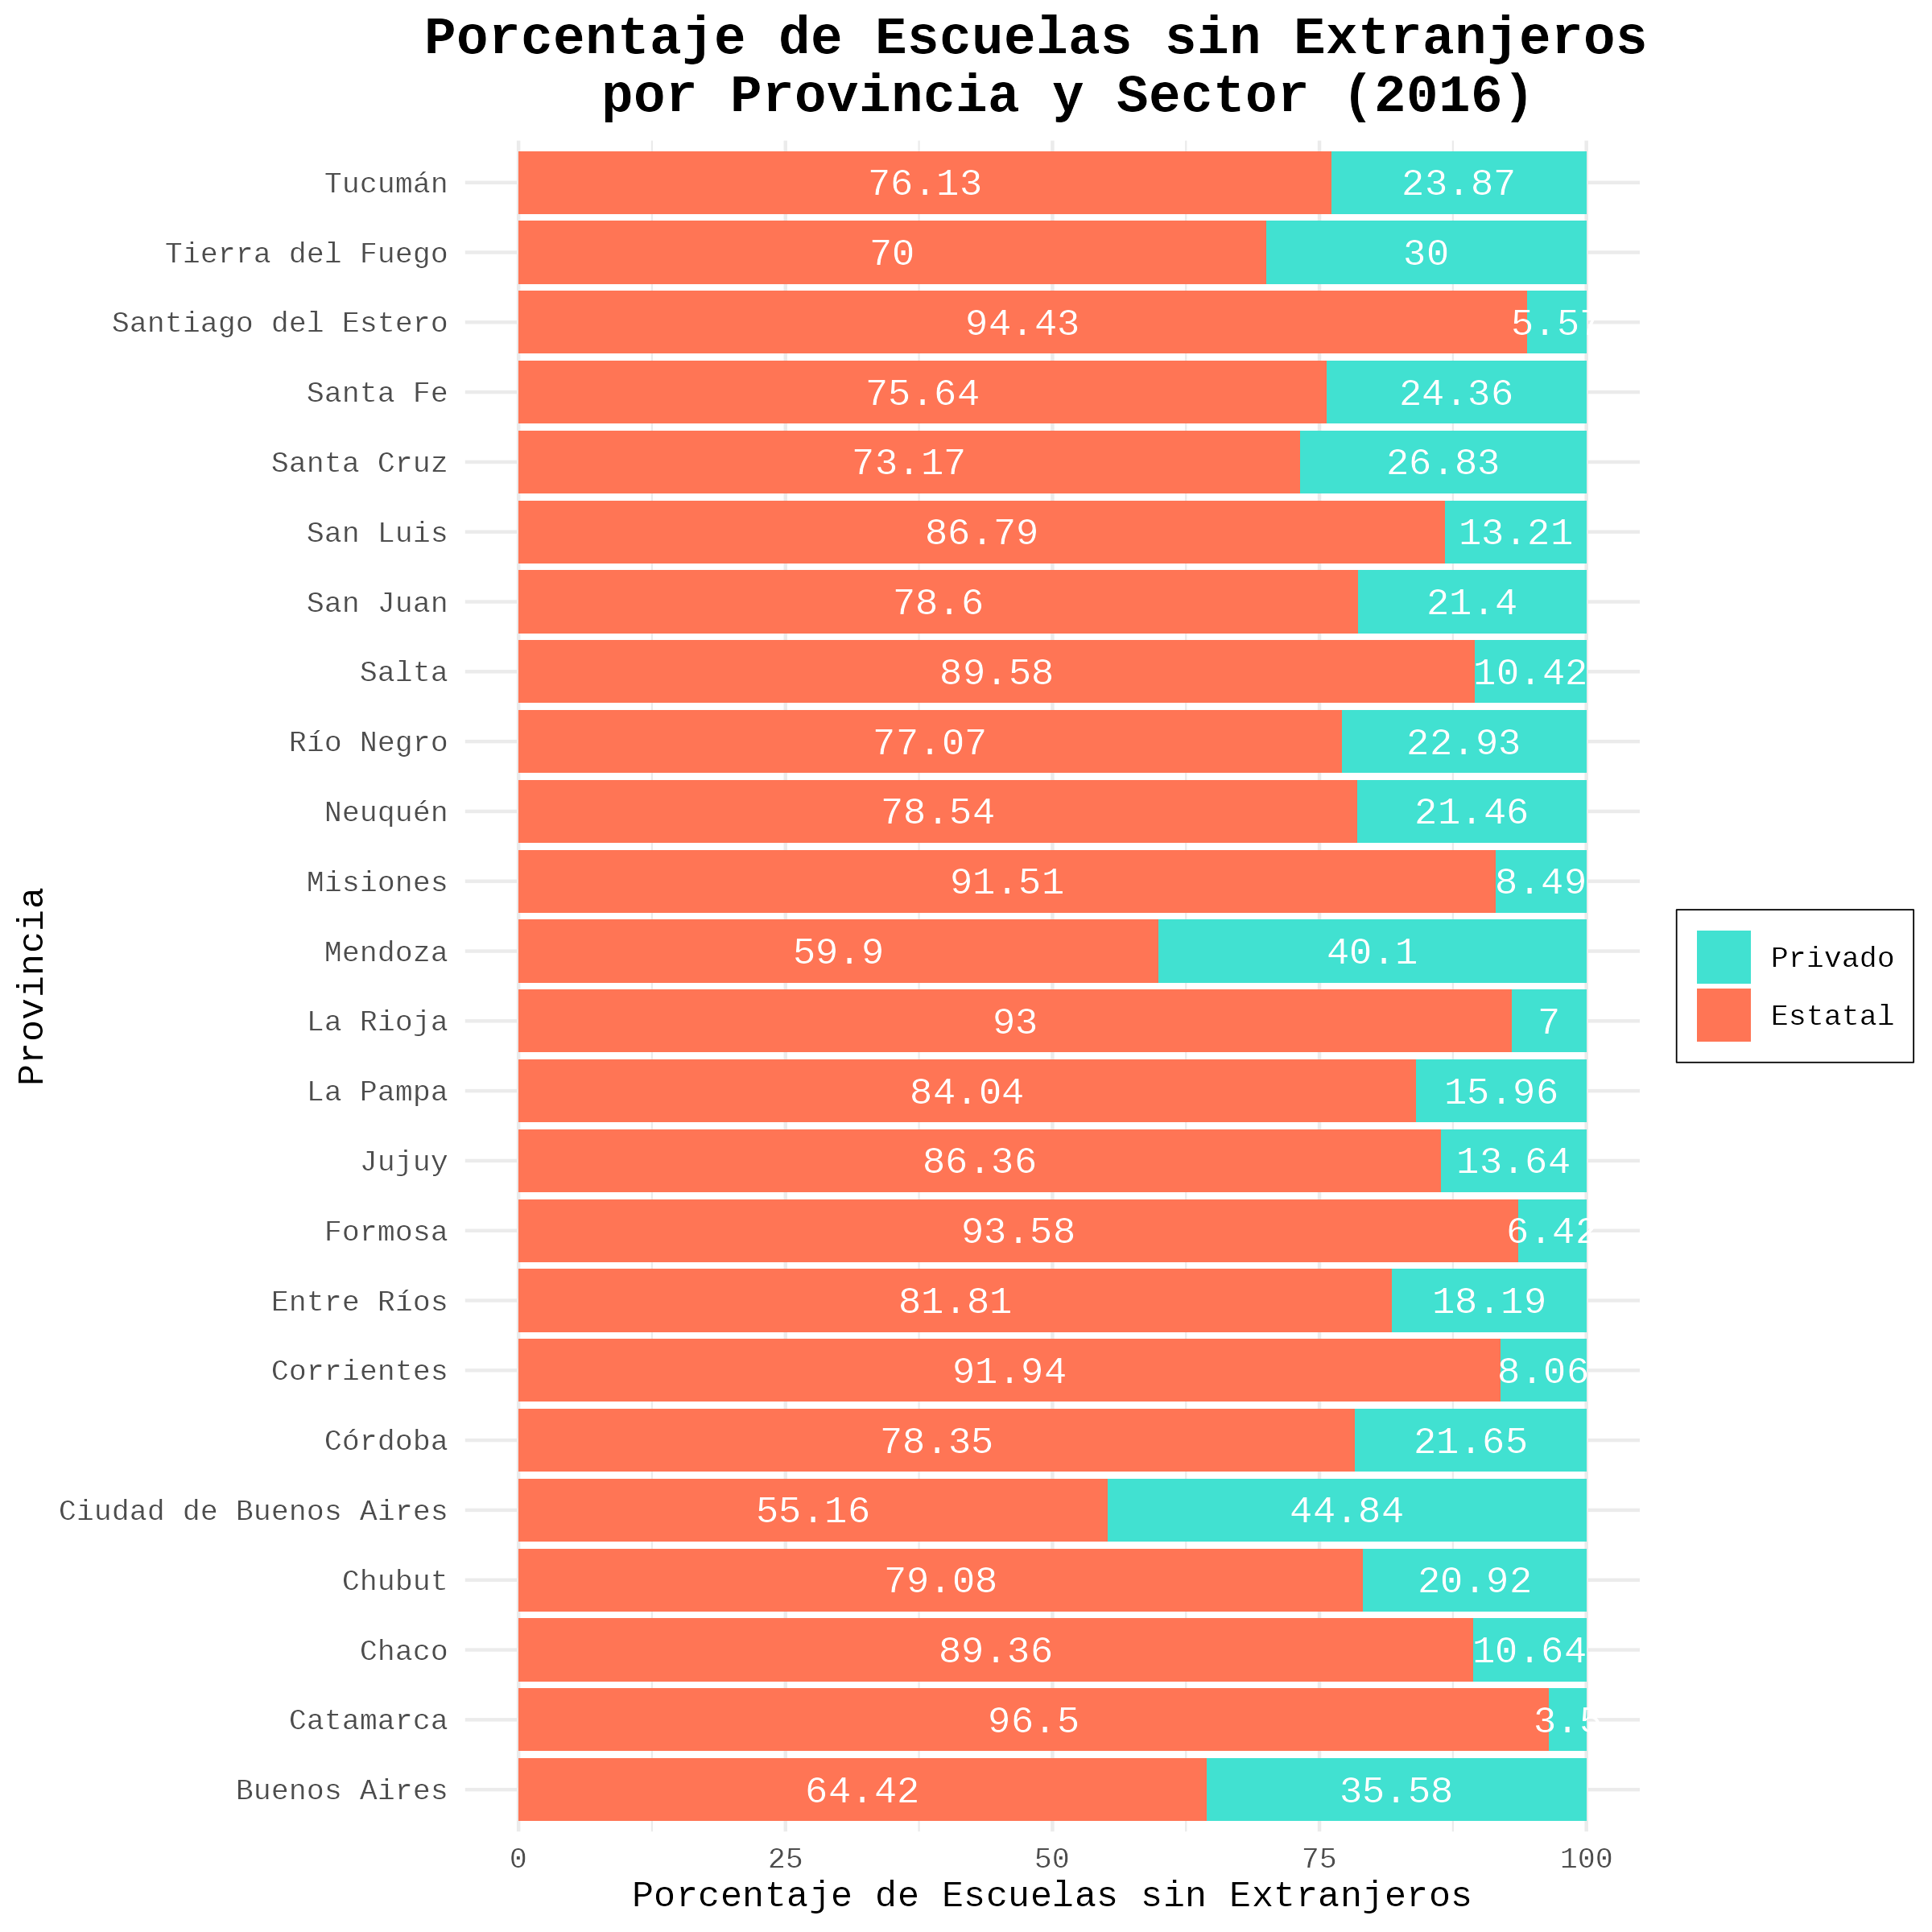 Porcentaje de Escuelas sin Extranjeros
por Provincia y Sector (2016)
Tucumán 76.13 23.87
Tierra del Fuego 70 30
Santiago del Estero 94.43 5.57
Santa Fe 75.64 24.36
Santa Cruz 73.17 26.83
San Luis 86.79 13.21
San Juan 78.6 21.4
Salta 89.58 10.42
Río Negro 77.07 22.93
Neuquén 78.54 21.46
Misiones 91.51 8.49
Mendoza 59.9 40.1
La Rioja 93 7
La Pampa 84.04 15.96
Jujuy 86.36 13.64
Formosa 93.58 6.42
Entre Ríos 81.81 18.19
Corrientes 91.94 8.06
Córdoba 78.35 21.65
Ciudad de Buenos Aires 55.16 44.84
Chubut 79.08 20.92
Chaco 89.36 10.64
Catamarca 96.5 3.5
Buenos Aires 64.42 35.58
0 25 50 75 100
Porcentaje de Escuelas sin Extranjeros
Provincia
Privado
Estatal